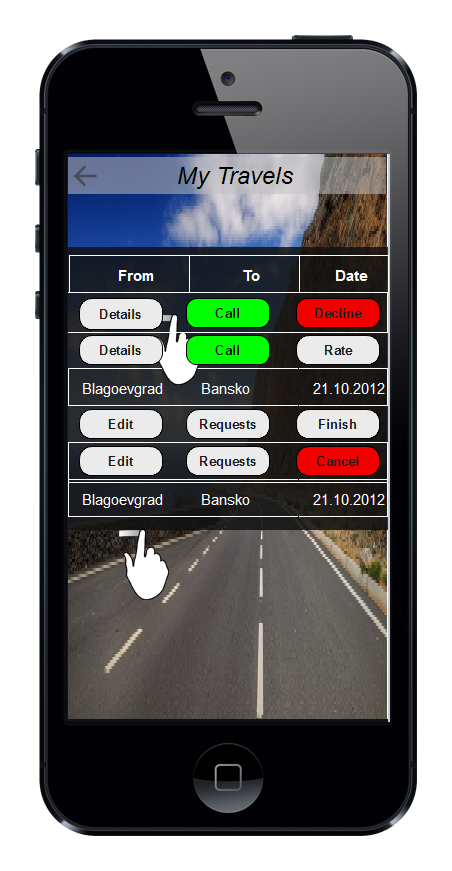 My Travels
From To Date
Details Call Decline
Details Call Rate
Blagoevgrad Bansko 21.10.2012
Edit Requests Finish
Edit Requests Cancel
Blagoevgrad Bansko 21.10.2012